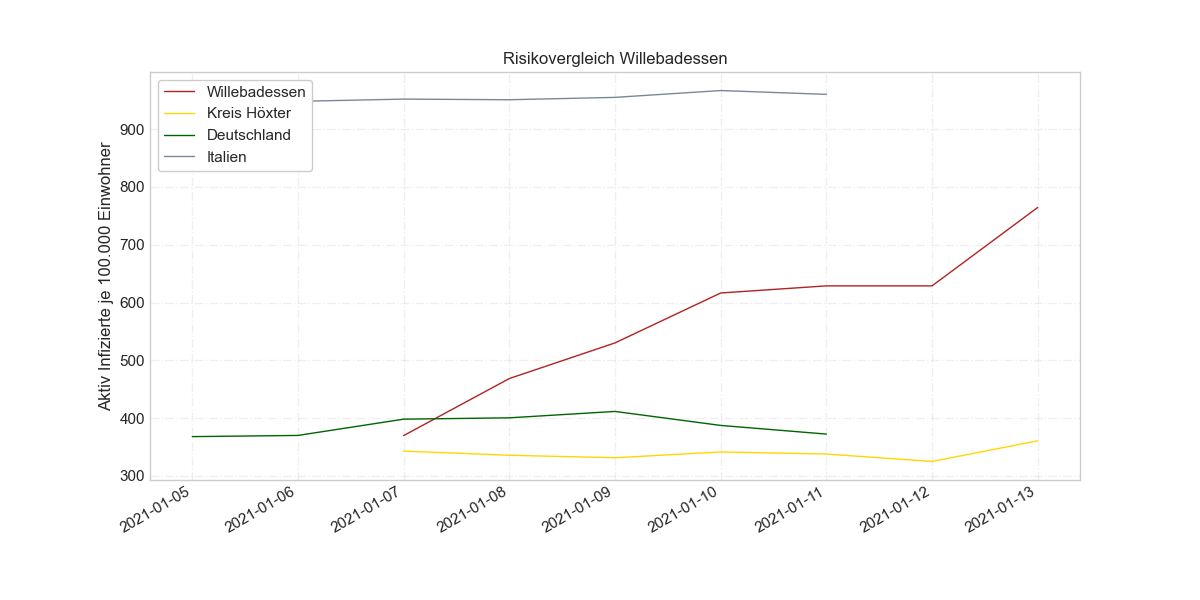 Risikovergleich Willebadessen
Willebadessen
Kreis Höxter
Deutschland
Italien
Aktiv Infizierte je 100.000 Einwohner
900
800
700
600
500
400
300
2021-01-05
2021-01-06
2021-01-07
2021-01-08
2021-01-09
2021-01-10
2021-01-11
2021-01-12
2021-01-13